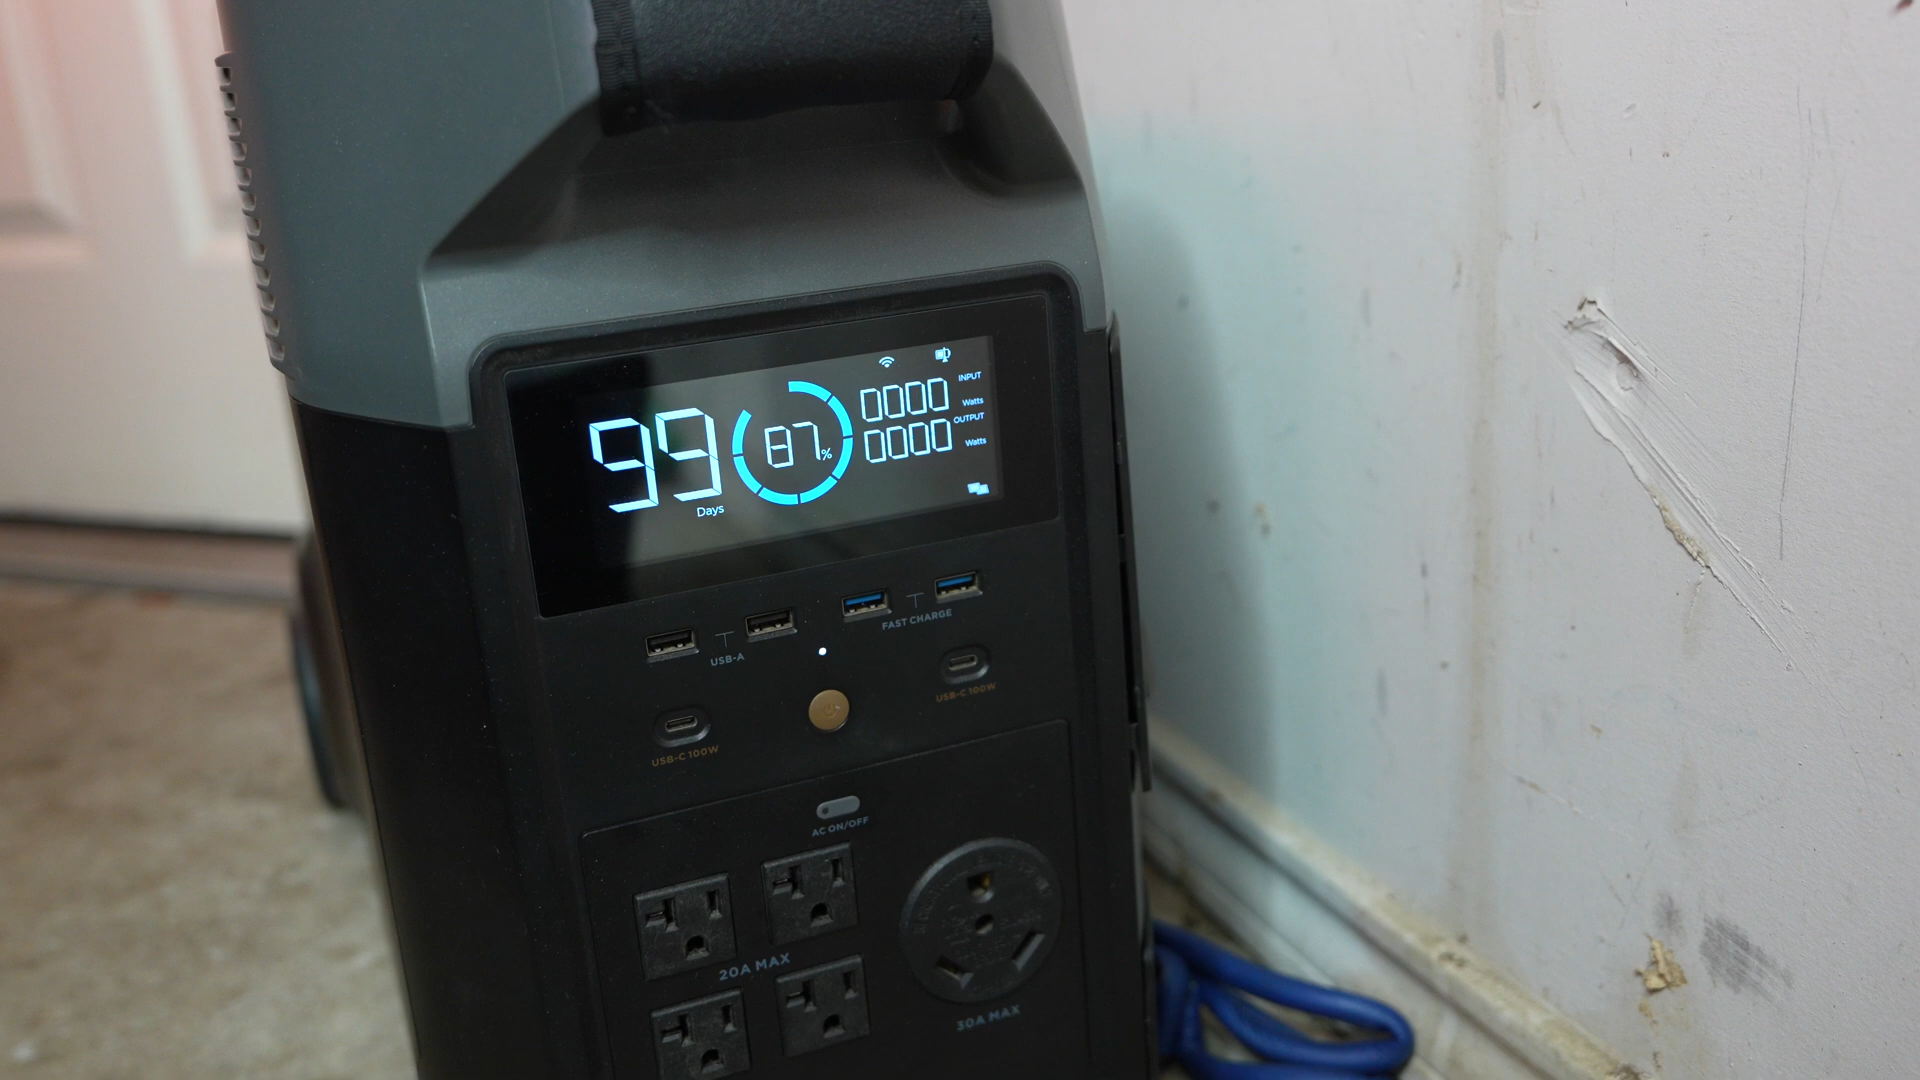 99
Days
87%
0000
INPUT
Watts
0000
OUTPUT
Watts
USB-A
FAST CHARGE
USB-C 100W
USB-C 100W
AC ON/OFF
20A MAX
30A MAX